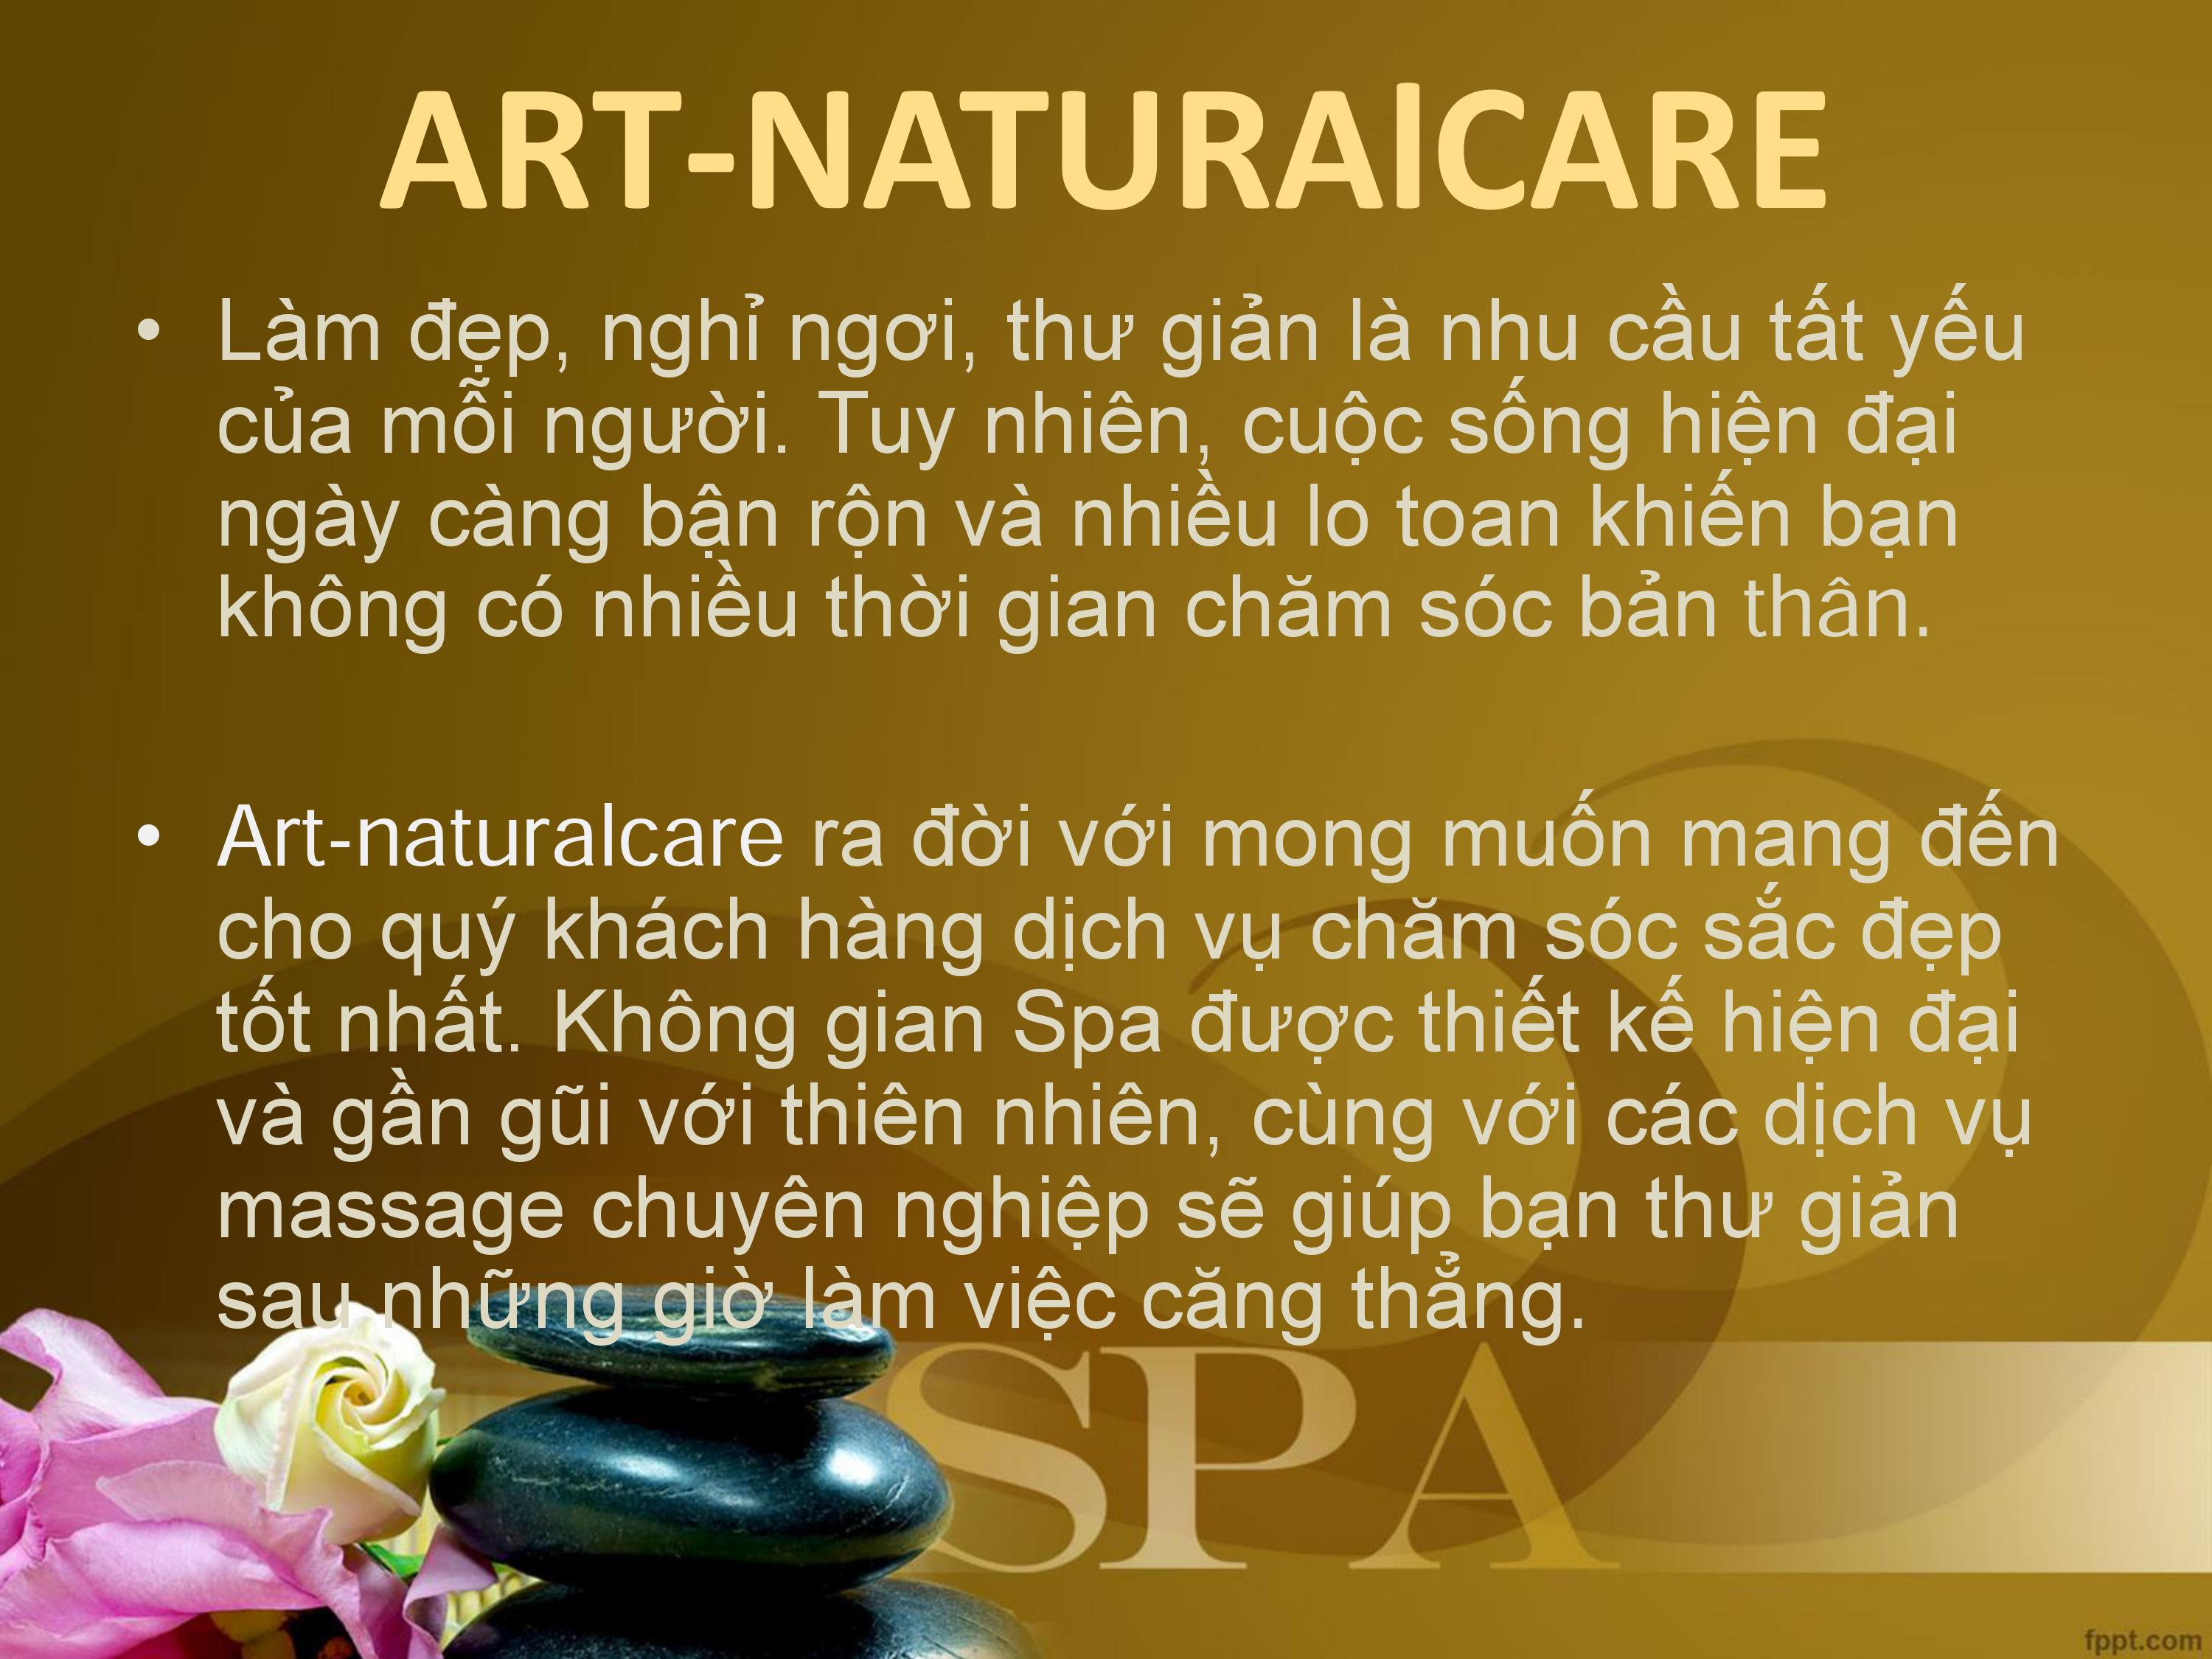 ART-NATURAlCARE
• Làm đẹp, nghỉ ngơi, thư giản là nhu cầu tất yếu
của mỗi người. Tuy nhiên, cuộc sống hiện đại
ngày càng bận rộn và nhiều lo toan khiến bạn
không có nhiều thời gian chăm sóc bản thân.
• Art-naturalcare ra đời với mong muốn mang đến
cho quý khách hàng dịch vụ chăm sóc sắc đẹp
tốt nhất. Không gian Spa được thiết kế hiện đại
và gần gũi với thiên nhiên, cùng với các dịch vụ
massage chuyên nghiệp sẽ giúp bạn thư giản
sau những giờ làm việc căng thẳng.
SPA
fppt.com